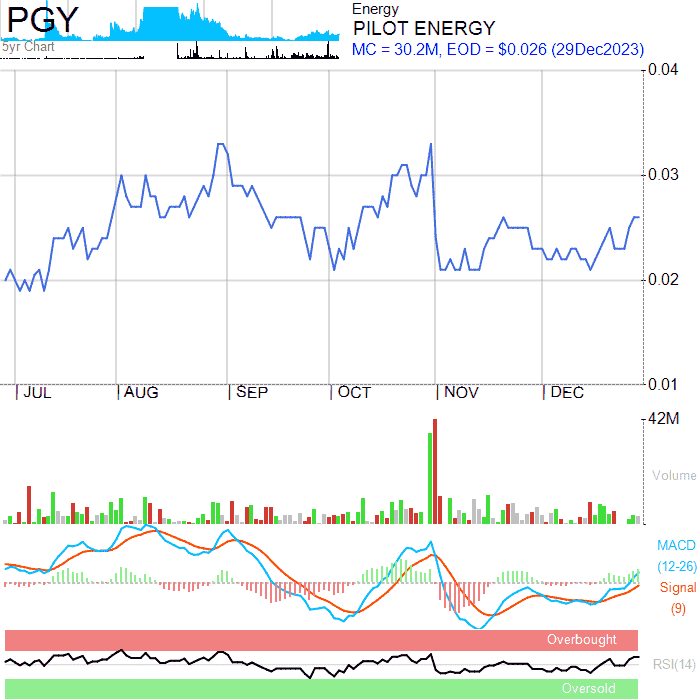 PGY
5yr Chart
Energy
PILOT ENERGY
MC = 30.2M, EOD = $0.026 (29Dec2023)
0.04
0.03
0.02
0.01
JUL AUG SEP OCT NOV DEC
42M
Volume
MACD
(12-26)
Signal
(9)
Overbought
RSI(14)
Oversold